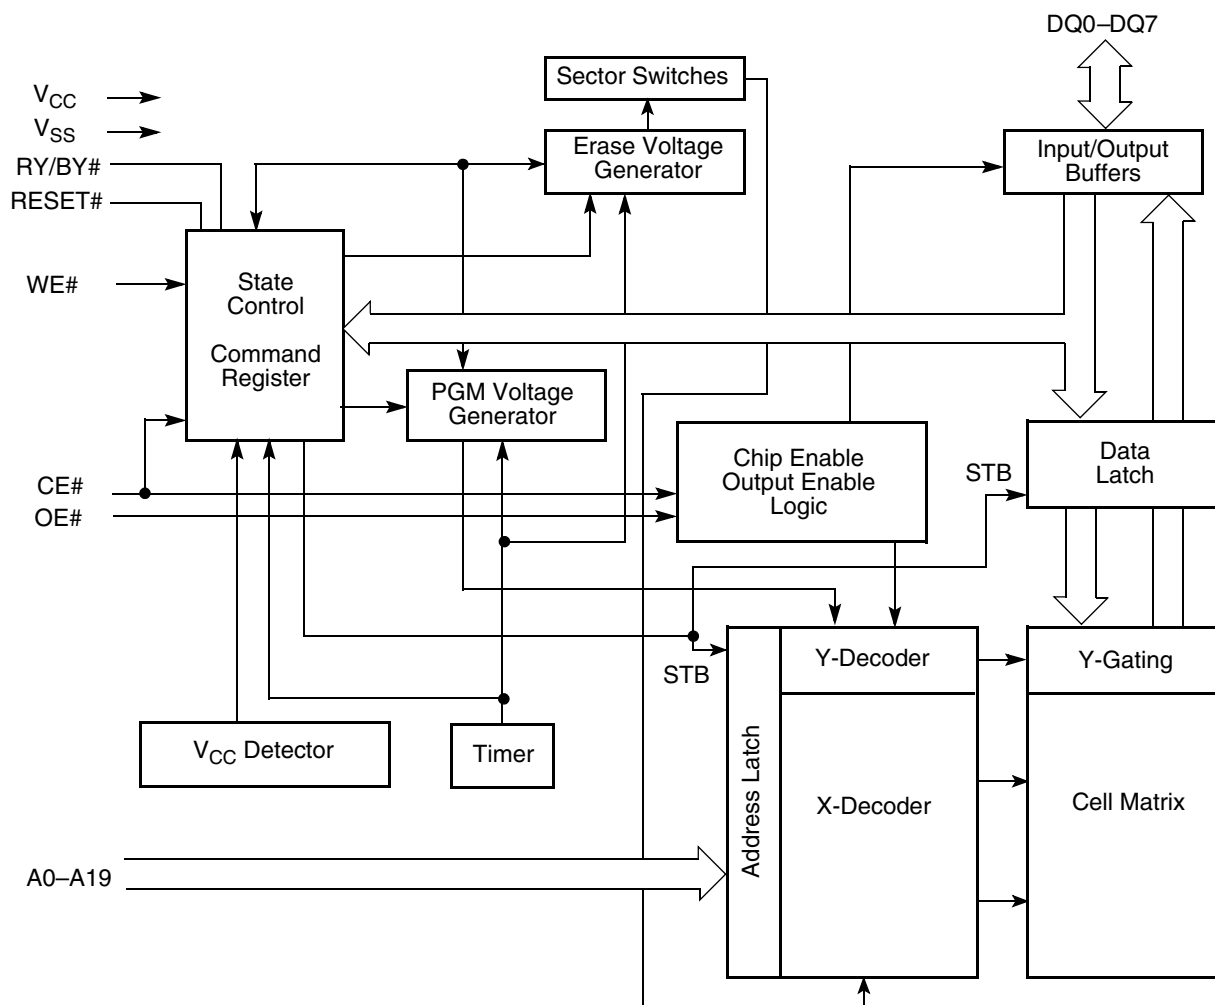 DQ0–DQ7
Sector Switches
VCC
VSS
Erase Voltage
Generator
Input/Output
Buffers
RY/BY#
RESET#
WE#
State
Control
Command
Register
PGM Voltage
Generator
Chip Enable
Output Enable
Logic
Data
Latch
STB
CE#
OE#
STB
Y-Decoder
Y-Gating
VCC Detector
Timer
Address Latch
X-Decoder
Cell Matrix
A0–A19